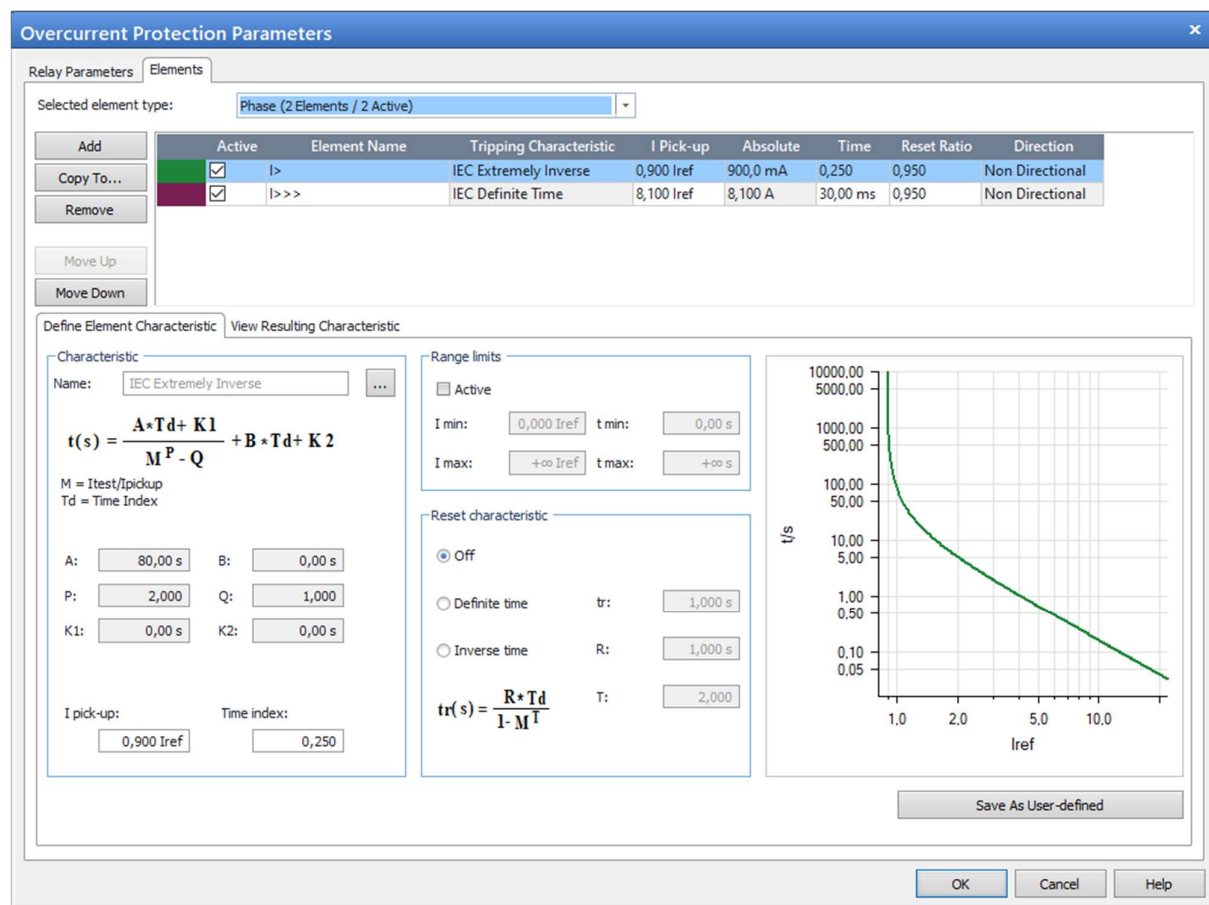 Overcurrent Protection Parameters x
Relay Parameters Elements
Selected element type: Phase (2 Elements / 2 Active)
Add
Copy To...
Remove
Move Up
Move Down
Active Element Name Tripping Characteristic I Pick-up Absolute Time Reset Ratio Direction
I> IEC Extremely Inverse 0,900 Iref 900,0 mA 0,250 0,950 Non Directional
I>>> IEC Definite Time 8,100 Iref 8,100 A 30,00 ms 0,950 Non Directional
Define Element Characteristic View Resulting Characteristic
Characteristic
Name: IEC Extremely Inverse ...
t(s) = A*Td+ K1 / M^P - Q + B *Td+ K 2
M = Itest/Ipickup
Td = Time Index
A: 80,00 s B: 0,00 s
P: 2,000 Q: 1,000
K1: 0,00 s K2: 0,00 s
I pick-up: Time index:
0,900 Iref 0,250
Range limits
Active
I min: 0,000 Iref t min: 0,00 s
I max: +∞ Iref t max: +∞ s
Reset characteristic
Off
Definite time tr: 1,000 s
Inverse time R: 1,000 s
tr(s) = R* Td / 1- M^T T: 2,000
10000,00
5000,00
1000,00
500,00
100,00
50,00
10,00
5,00
1,00
0,50
0,10
0,05
t/s
1,0 2,0 5,0 10,0
Iref
Save As User-defined
OK Cancel Help